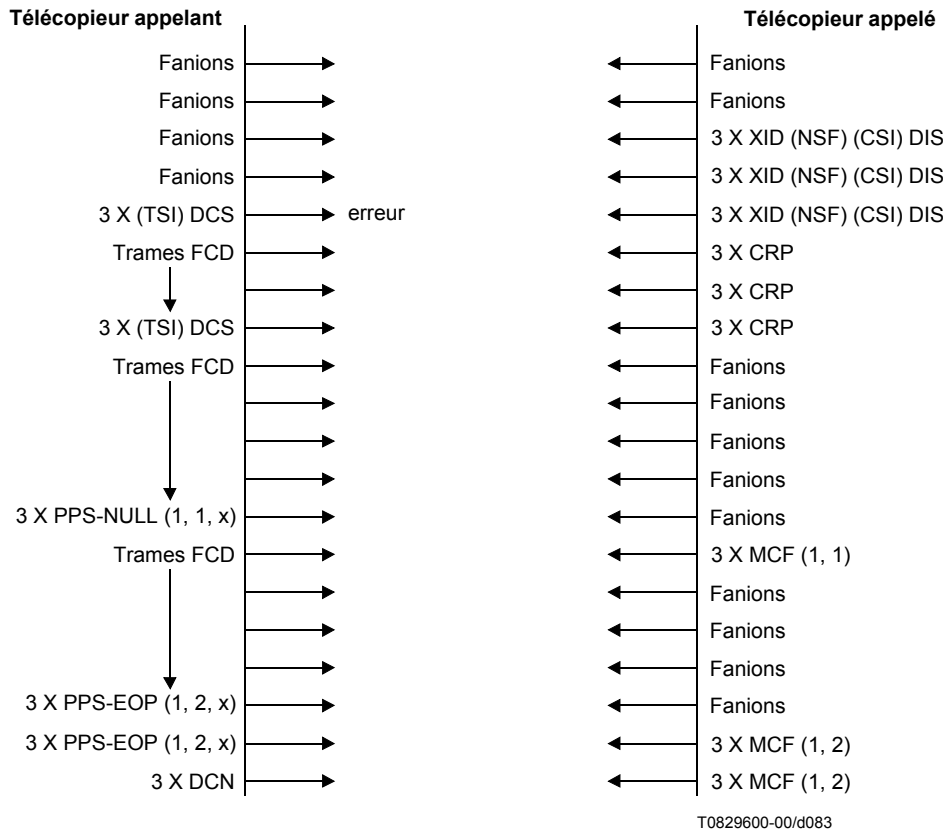 Télécopieur appelant Télécopieur appelé
Fanions Fanions
Fanions Fanions
Fanions 3 X XID (NSF) (CSI) DIS
Fanions 3 X XID (NSF) (CSI) DIS
3 X (TSI) DCS erreur 3 X XID (NSF) (CSI) DIS
Trames FCD 3 X CRP
3 X CRP
3 X (TSI) DCS 3 X CRP
Trames FCD Fanions
Fanions
Fanions
Fanions
3 X PPS-NULL (1, 1, x) Fanions
Trames FCD 3 X MCF (1, 1)
Fanions
Fanions
Fanions
3 X PPS-EOP (1, 2, x) Fanions
3 X PPS-EOP (1, 2, x) 3 X MCF (1, 2)
3 X DCN 3 X MCF (1, 2)
T0829600-00/d083